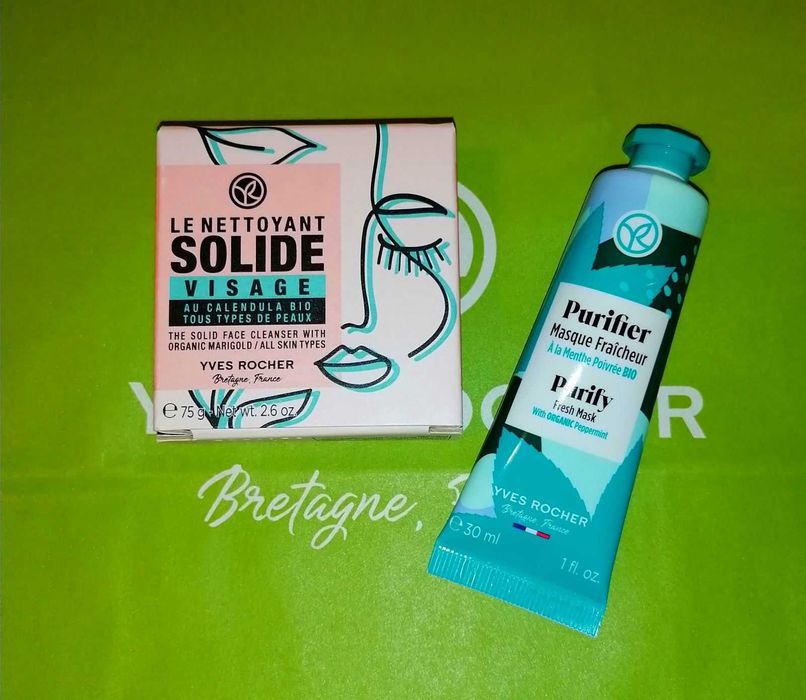 LE NETTOYANT
SOLIDE
VISAGE
AU CALENDULA BIO
TOUS TYPES DE PEAUX
THE SOLID FACE CLEANSER WITH
ORGANIC MARIGOLD / ALL SKIN TYPES
YVES ROCHER
Bretagne, France
℮ 75 g - Net wt. 2.6 oz.
Purifier
Masque Fraîcheur
À la Menthe Poivrée BIO
Purify
Fresh Mask
With ORGANIC Peppermint
YVES ROCHER
Bretagne, France
℮ 30 ml
1 fl. oz.
Bretagne,